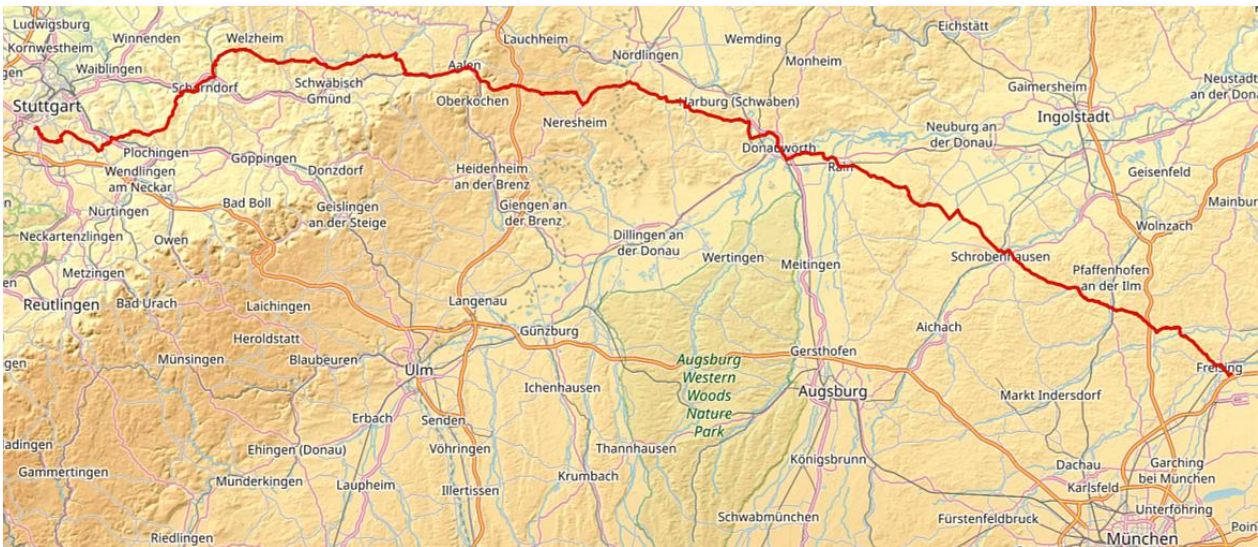 Ludwigsburg
Kornwestheim
Winnenden
Welzheim
Lauchheim
Nördlingen
Wemding
Monheim
Eichstätt
Waiblingen
Aalen
Gaimersheim
Neustadt
an der Dona
Stuttgart
Schorndorf
Schwäbisch
Gmünd
Oberkochen
Harburg (Schwaben)
Ingolstadt
Neresheim
Donauwörth
Neuburg an
der Donau
Plochingen
Göppingen
Rain
Wendlingen
am Neckar
Donzdorf
Heidenheim
an der Brenz
Geisenfeld
Nürtingen
Bad Boll
Geislingen
an der Steige
Giengen an
der Brenz
Mainbur
Neckartenzlingen
Owen
Dillingen an
der Donau
Wertingen
Meitingen
Schrobenhausen
Wolnzach
Metzingen
Pfaffenhofen
an der Ilm
Reutlingen
Bad Urach
Laichingen
Langenau
Günzburg
Aichach
Heroldstatt
Münsingen
Blaubeuren
Ulm
Augsburg
Western
Woods
Nature
Park
Gersthofen
Freising
Ichenhausen
Augsburg
Markt Indersdorf
Erbach
Senden
Ehingen (Donau)
Vöhringen
Thannhausen
Königsbrunn
Gammertingen
Munderkingen
Laupheim
Illertissen
Krumbach
Dachau
Karlsfeld
Garching
bei München
Schwabmünchen
Fürstenfeldbruck
Unterföhring
Riedlingen
München
Poin